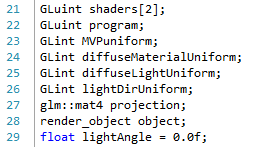 21 GLuint shaders[2];
22 GLuint program;
23 GLint MVPuniform;
24 GLint diffuseMaterialUniform;
25 GLint diffuseLightUniform;
26 GLint lightDirUniform;
27 glm::mat4 projection;
28 render_object object;
29 float lightAngle = 0.0f;